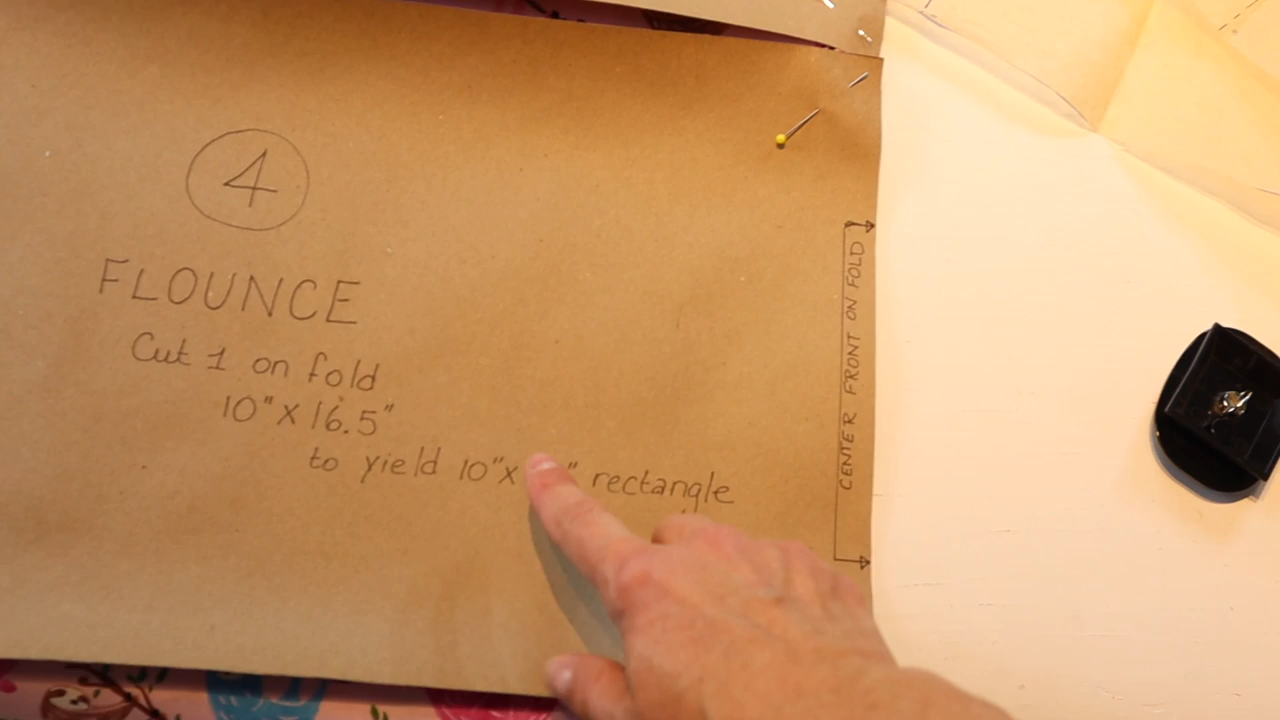 4
FLOUNCE
Cut 1 on fold
10" X 16.5"
to yield 10" x " rectangle
CENTER FRONT ON FOLD